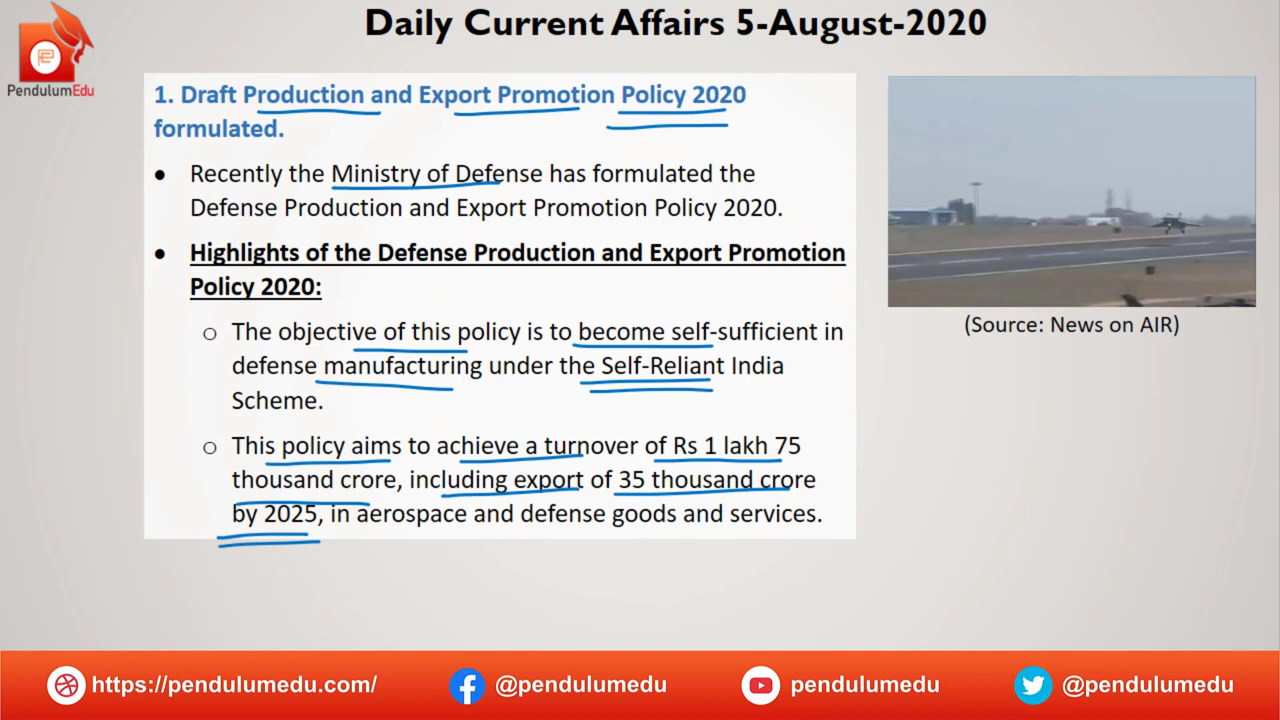 Daily Current Affairs 5-August-2020
PendulumEdu
1. Draft Production and Export Promotion Policy 2020
formulated.
• Recently the Ministry of Defense has formulated the
Defense Production and Export Promotion Policy 2020.
• Highlights of the Defense Production and Export Promotion
Policy 2020:
o The objective of this policy is to become self-sufficient in
defense manufacturing under the Self-Reliant India
Scheme.
o This policy aims to achieve a turnover of Rs 1 lakh 75
thousand crore, including export of 35 thousand crore
by 2025, in aerospace and defense goods and services.
(Source: News on AIR)
https://pendulumedu.com/
@pendulumedu
pendulumedu
@pendulumedu